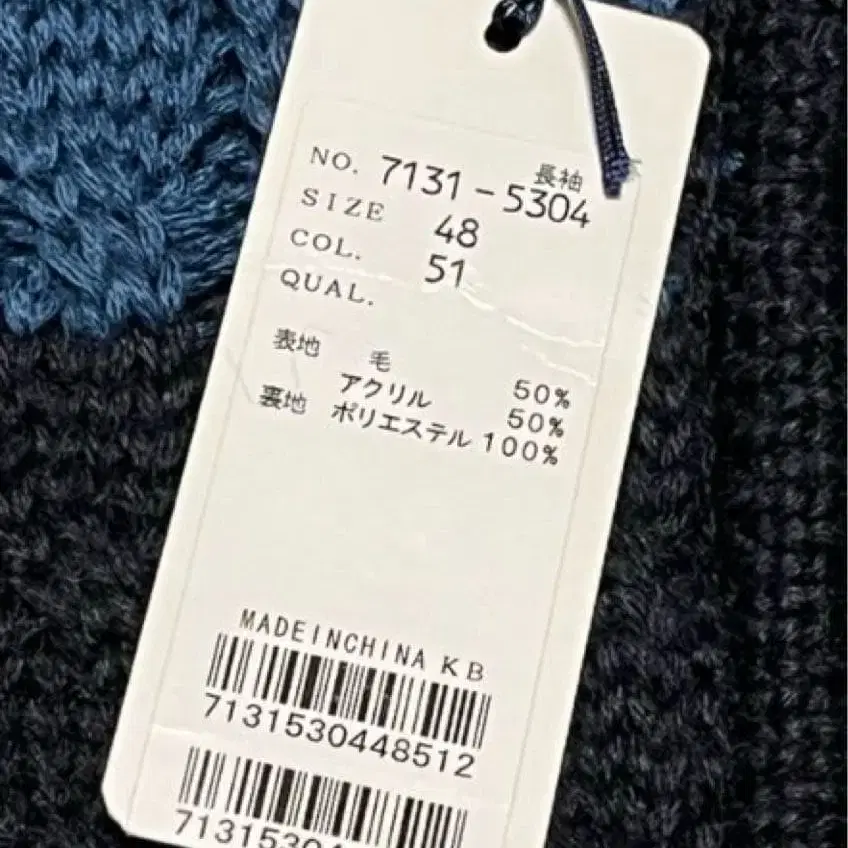 長袖
NO. 7131-5304
SIZE 48
COL. 51
QUAL.
表地 毛 50%
アクリル 50%
裏地 ポリエステル 100%
MADEINCHINA KB
7131530448512